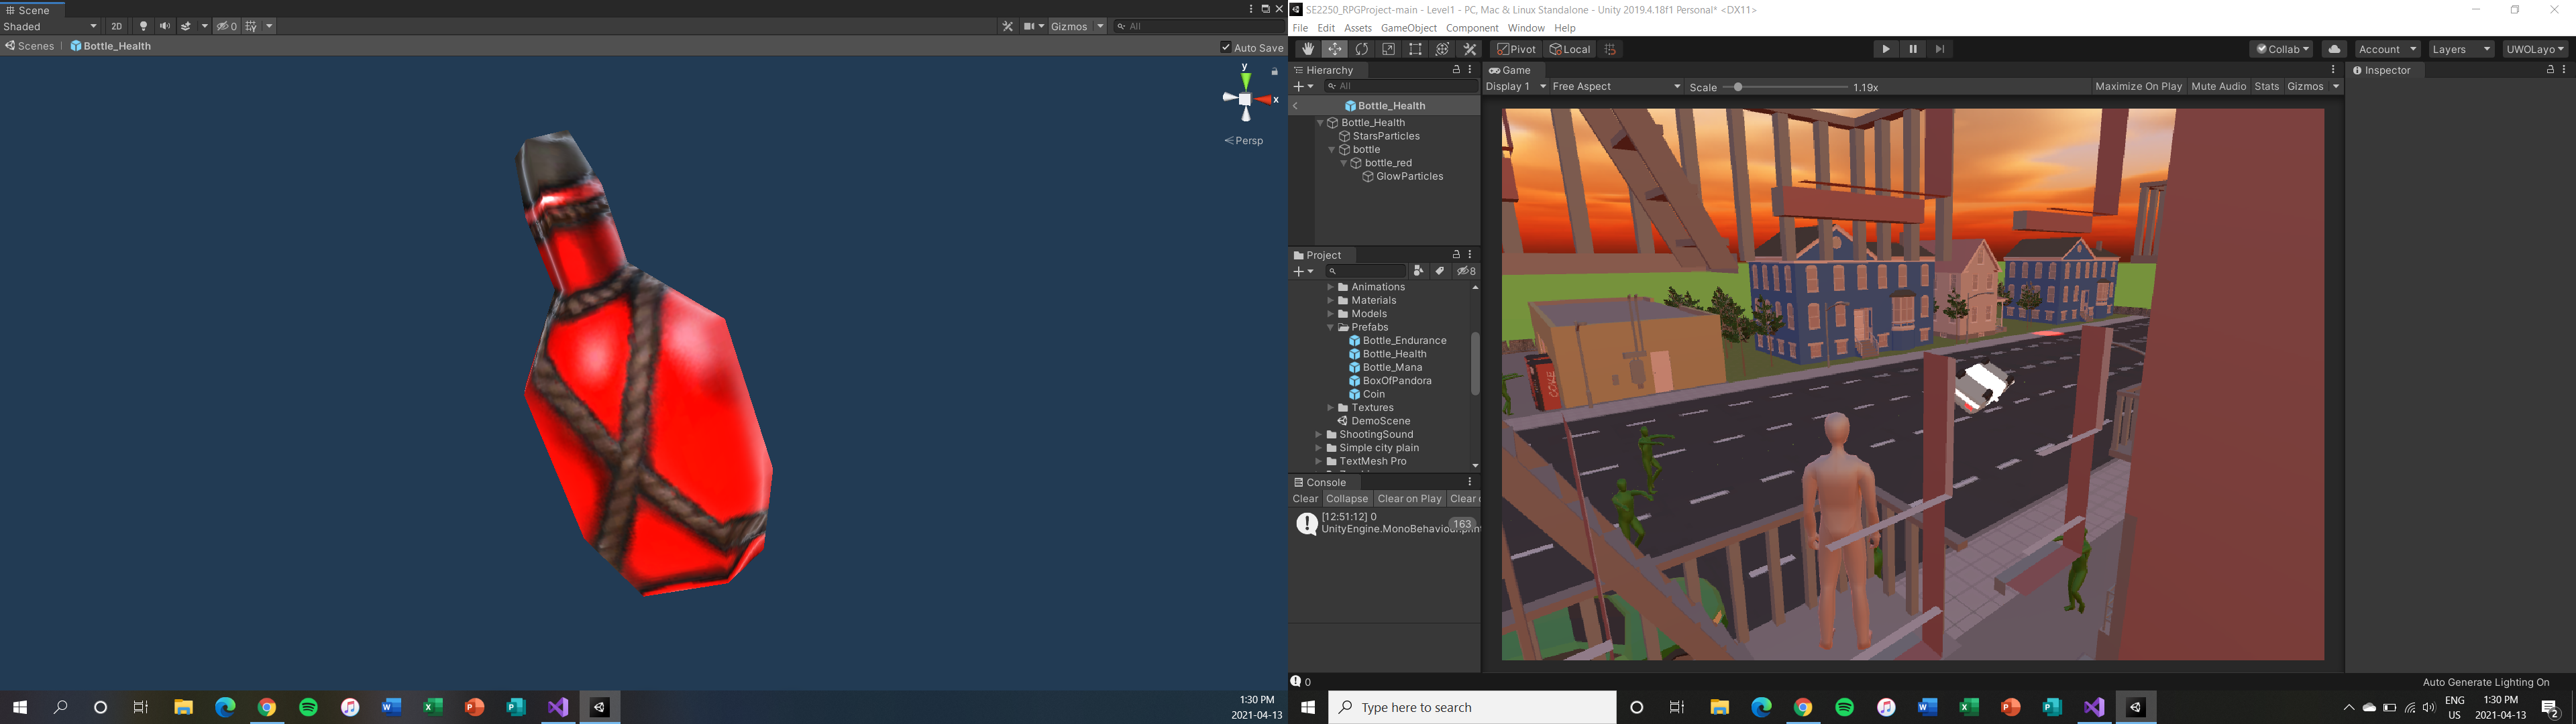 Scene
Shaded 2D 0 Gizmos All
Scenes Bottle_Health Auto Save
y
x
Persp
1:30 PM
2021-04-13
SE2250_RPGProject-main - Level1 - PC, Mac & Linux Standalone - Unity 2019.4.18f1 Personal* <DX11>
File Edit Assets GameObject Component Window Help
Pivot Local Collab Account Layers UWOLayo
Hierarchy
All
Bottle_Health
Bottle_Health
StarsParticles
bottle
bottle_red
GlowParticles
Project
8
Animations
Materials
Models
Prefabs
Bottle_Endurance
Bottle_Health
Bottle_Mana
BoxOfPandora
Coin
Textures
DemoScene
ShootingSound
Simple city plain
TextMesh Pro
Console
Clear Collapse Clear on Play Clear
[12:51:12] 0
UnityEngine.MonoBehaviour:print
163
0
Game
Display 1 Free Aspect Scale 1.19x Maximize On Play Mute Audio Stats Gizmos
COKE
Inspector
Auto Generate Lighting On
Type here to search
ENG
US
1:30 PM
2021-04-13
2